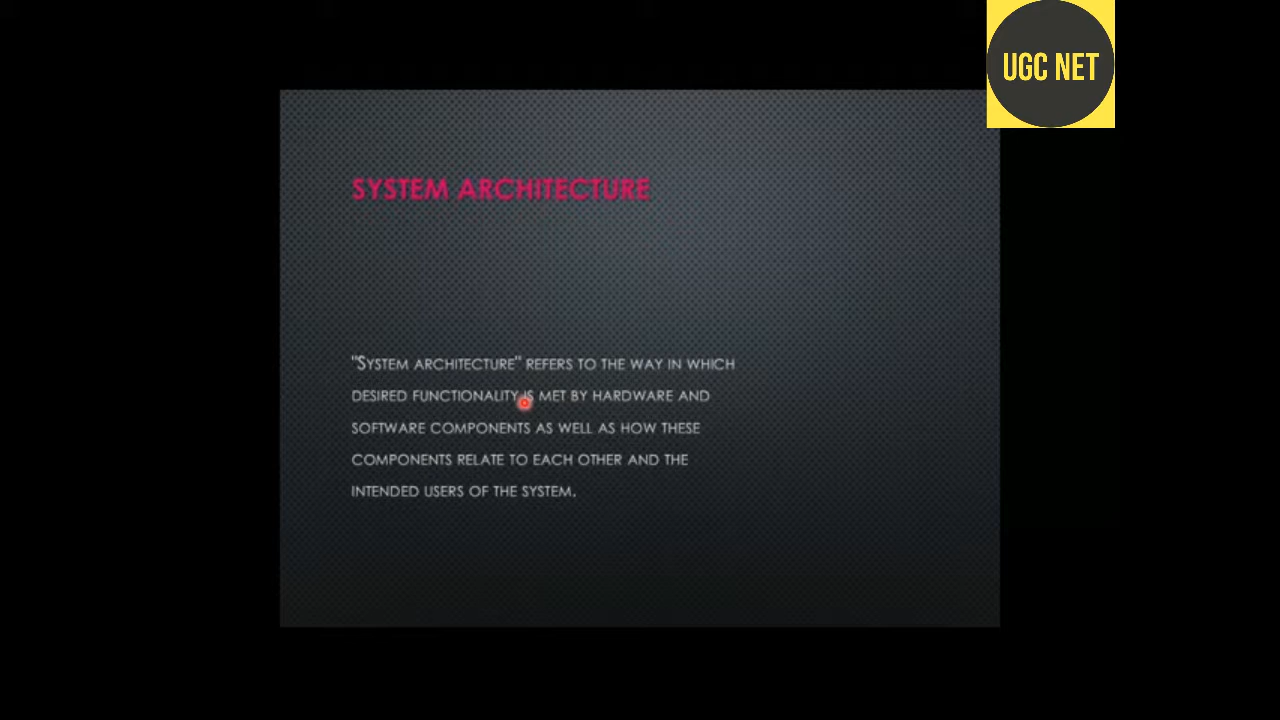 UGC NET
SYSTEM ARCHITECTURE
"SYSTEM ARCHITECTURE" REFERS TO THE WAY IN WHICH
DESIRED FUNCTIONALITY IS MET BY HARDWARE AND
SOFTWARE COMPONENTS AS WELL AS HOW THESE
COMPONENTS RELATE TO EACH OTHER AND THE
INTENDED USERS OF THE SYSTEM.